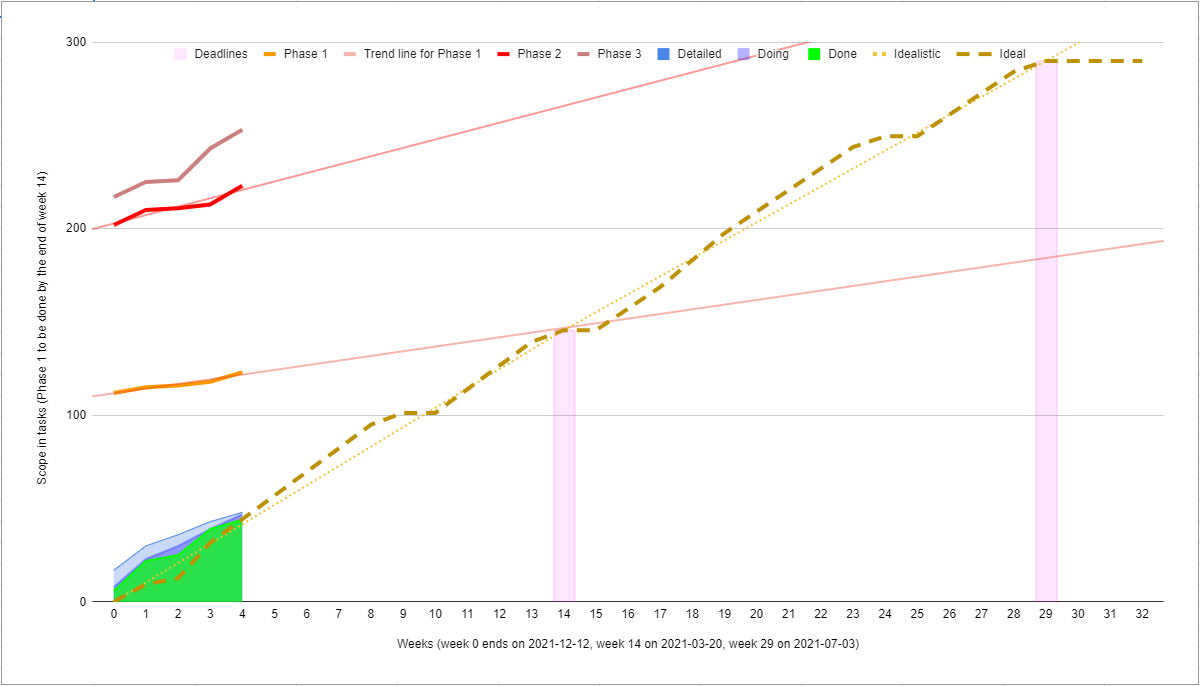 300
Deadlines Phase 1 Trend line for Phase 1 Phase 2 Phase 3 Detailed Doing Done Idealistic Ideal
200
100
0
Scope in tasks (Phase 1 to be done by the end of week 14)
0 1 2 3 4 5 6 7 8 9 10 11 12 13 14 15 16 17 18 19 20 21 22 23 24 25 26 27 28 29 30 31 32
Weeks (week 0 ends on 2021-12-12, week 14 on 2021-03-20, week 29 on 2021-07-03)